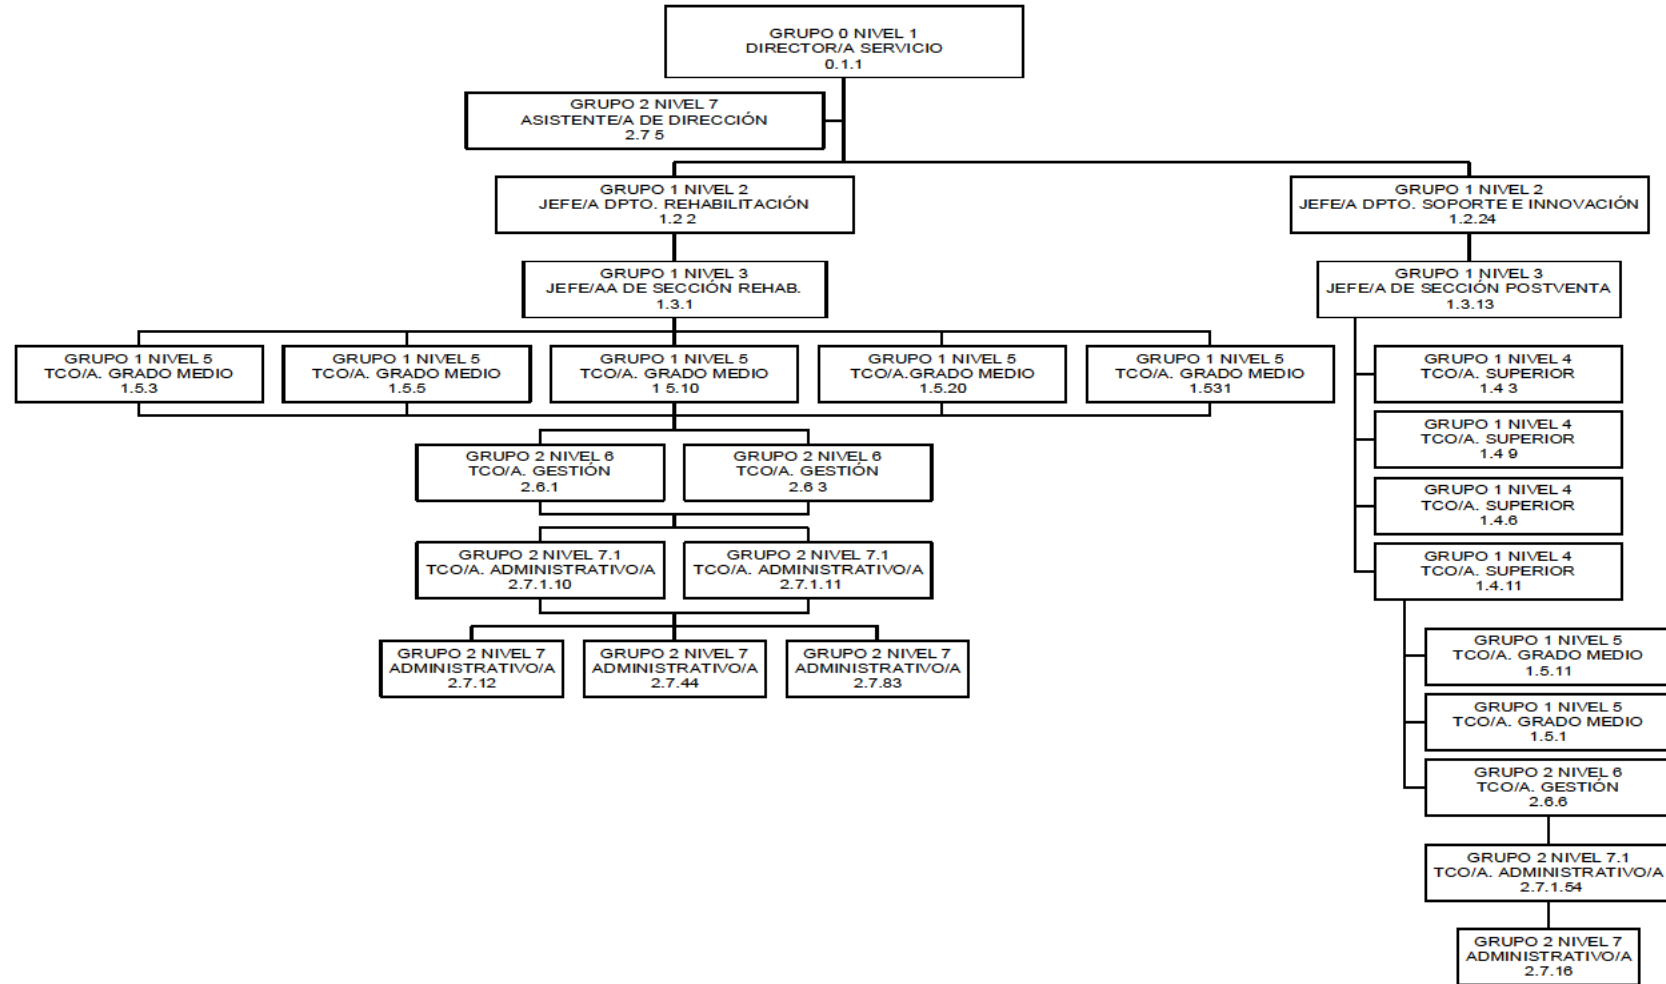 GRUPO 0 NIVEL 1
DIRECTOR/A SERVICIO
0.1.1
GRUPO 2 NIVEL 7
ASISTENTE/A DE DIRECCIÓN
2.7 5
GRUPO 1 NIVEL 2
JEFE/A DPTO. REHABILITACIÓN
1.2 2
GRUPO 1 NIVEL 2
JEFE/A DPTO. SOPORTE E INNOVACIÓN
1.2.24
GRUPO 1 NIVEL 3
JEFE/AA DE SECCIÓN REHAB.
1.3.1
GRUPO 1 NIVEL 3
JEFE/A DE SECCIÓN POSTVENTA
1.3.13
GRUPO 1 NIVEL 5
TCO/A. GRADO MEDIO
1.5.3
GRUPO 1 NIVEL 5
TCO/A. GRADO MEDIO
1.5.5
GRUPO 1 NIVEL 5
TCO/A. GRADO MEDIO
1 5.10
GRUPO 1 NIVEL 5
TCO/A.GRADO MEDIO
1.5.20
GRUPO 1 NIVEL 5
TCO/A. GRADO MEDIO
1.531
GRUPO 1 NIVEL 4
TCO/A. SUPERIOR
1.4 3
GRUPO 1 NIVEL 4
TCO/A. SUPERIOR
1.4 9
GRUPO 1 NIVEL 4
TCO/A. SUPERIOR
1.4.6
GRUPO 1 NIVEL 4
TCO/A. SUPERIOR
1.4.11
GRUPO 2 NIVEL 6
TCO/A. GESTIÓN
2.6.1
GRUPO 2 NIVEL 6
TCO/A. GESTIÓN
2.6 3
GRUPO 2 NIVEL 7.1
TCO/A. ADMINISTRATIVO/A
2.7.1.10
GRUPO 2 NIVEL 7.1
TCO/A. ADMINISTRATIVO/A
2.7.1.11
GRUPO 2 NIVEL 7
ADMINISTRATIVO/A
2.7.12
GRUPO 2 NIVEL 7
ADMINISTRATIVO/A
2.7.44
GRUPO 2 NIVEL 7
ADMINISTRATIVO/A
2.7.83
GRUPO 1 NIVEL 5
TCO/A. GRADO MEDIO
1.5.11
GRUPO 1 NIVEL 5
TCO/A. GRADO MEDIO
1.5.1
GRUPO 2 NIVEL 6
TCO/A. GESTIÓN
2.6.6
GRUPO 2 NIVEL 7.1
TCO/A. ADMINISTRATIVO/A
2.7.1.54
GRUPO 2 NIVEL 7
ADMINISTRATIVO/A
2.7.16